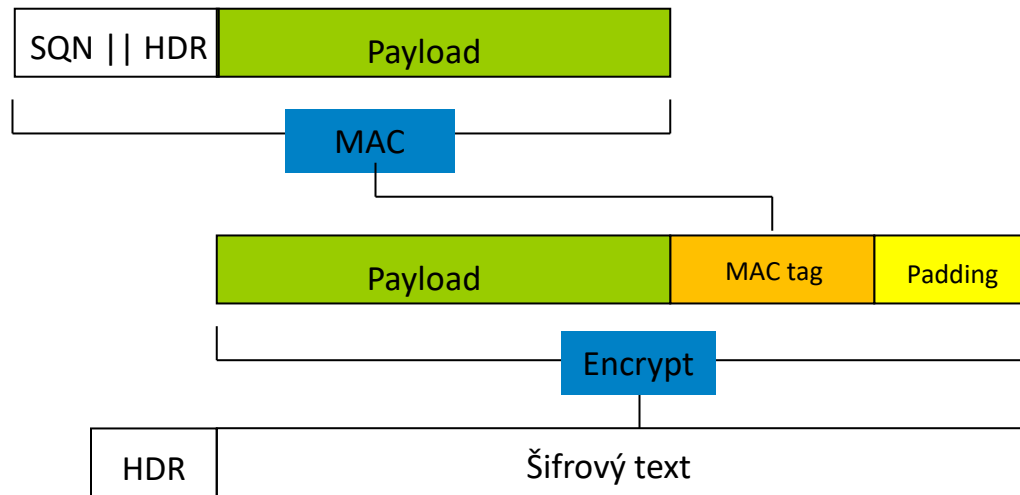 SQN || HDR
Payload
MAC
Payload
MAC tag
Padding
Encrypt
HDR
Šifrový text